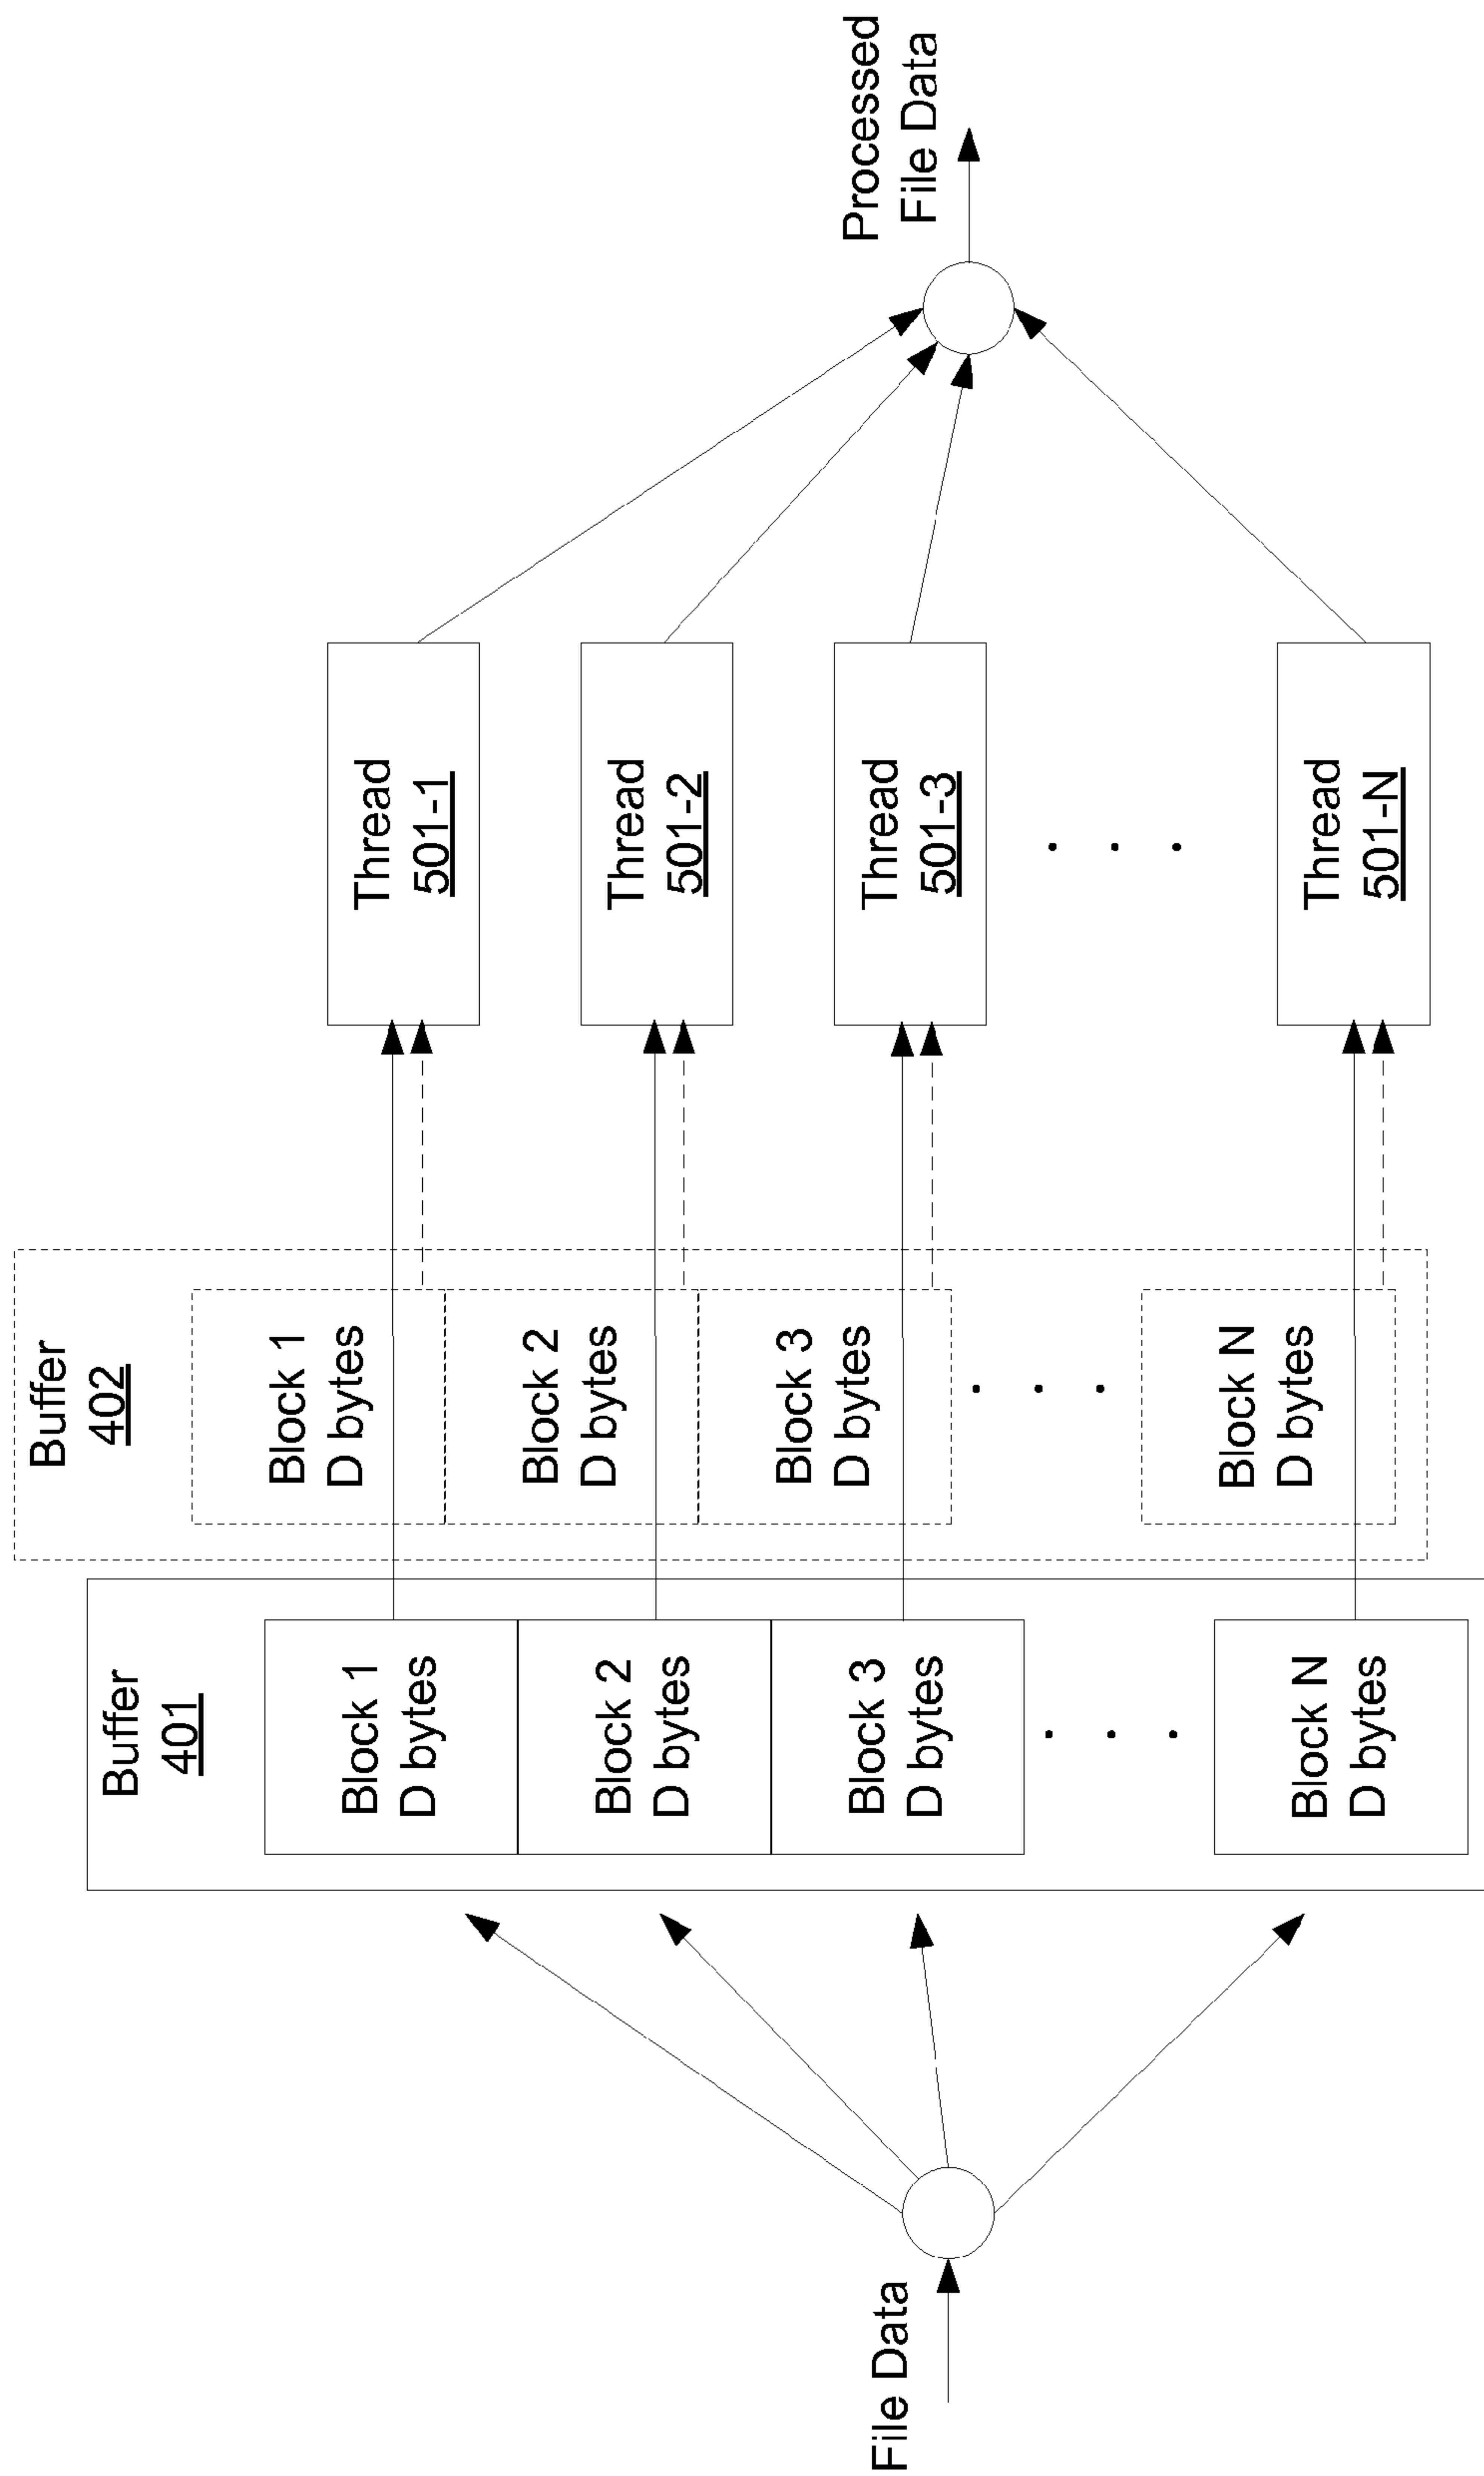 File Data
Buffer
401
Block 1
D bytes
Block 2
D bytes
Block 3
D bytes
. . .
Block N
D bytes
Buffer
402
Block 1
D bytes
Block 2
D bytes
Block 3
D bytes
. . .
Block N
D bytes
Thread
501-1
Thread
501-2
Thread
501-3
. . .
Thread
501-N
Processed
File Data